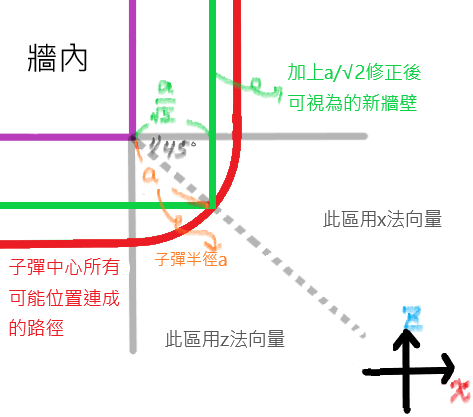 牆內
a
√2
加上a/√2修正後
可視為的新牆壁
45°
a
此區用x法向量
子彈半徑a
子彈中心所有
可能位置連成
的路徑
此區用z法向量
z
x